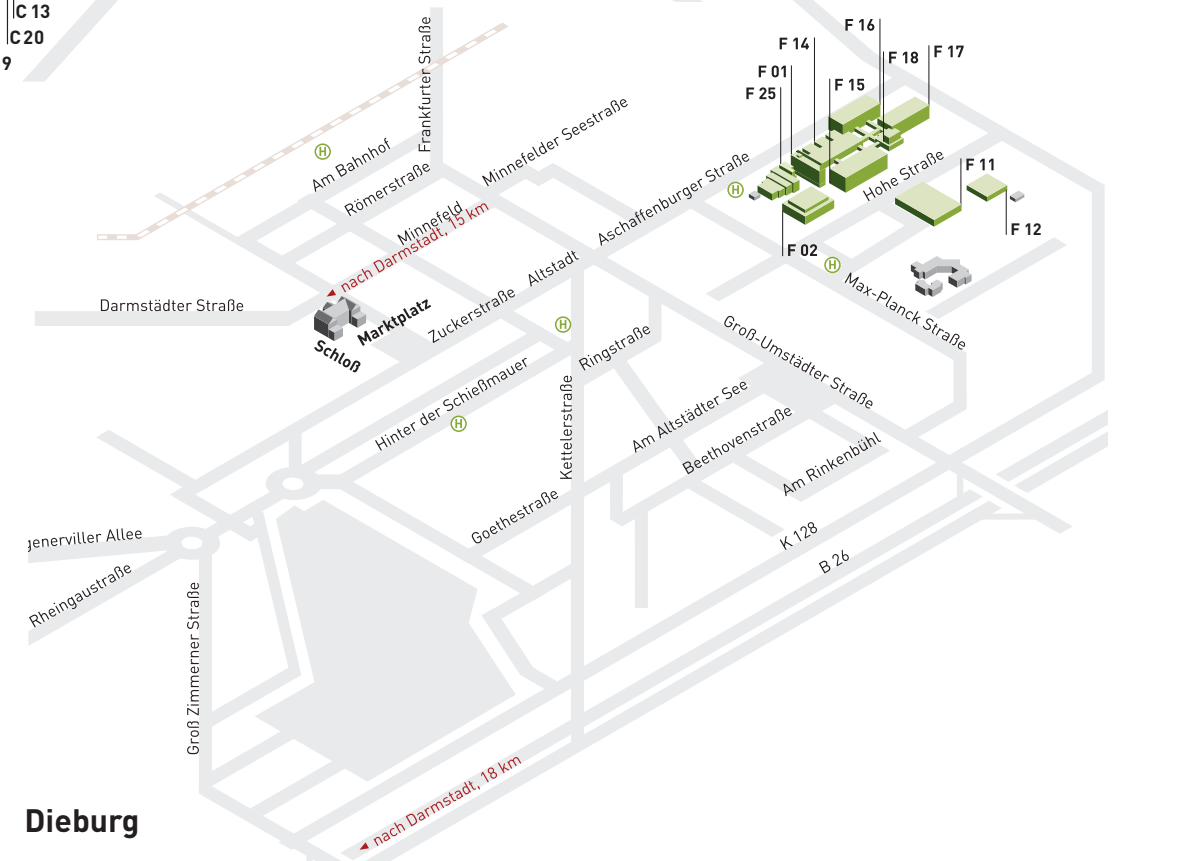 C 13
C 20
9
F 16
F 14
F 17
F 18
F 01
F 15
F 25
Frankfurter Straße
Minnefelder Seestraße
H
Am Bahnhof
Römerstraße
Aschaffenburger Straße
H
Hohe Straße
F 11
Minnefeld
nach Darmstadt, 15 km
F 12
F 02
H
Altstadt
Max-Planck Straße
Darmstädter Straße
Marktplatz
Schloß
Zuckerstraße
H
Ringstraße
Groß-Umstädter Straße
Hinter der Schießmauer
H
Kettelerstraße
Am Altstädter See
Beethovenstraße
Am Rinkenbühl
Goethestraße
K 128
B 26
generviller Allee
Rheingaustraße
Groß Zimmerner Straße
nach Darmstadt, 18 km
Dieburg